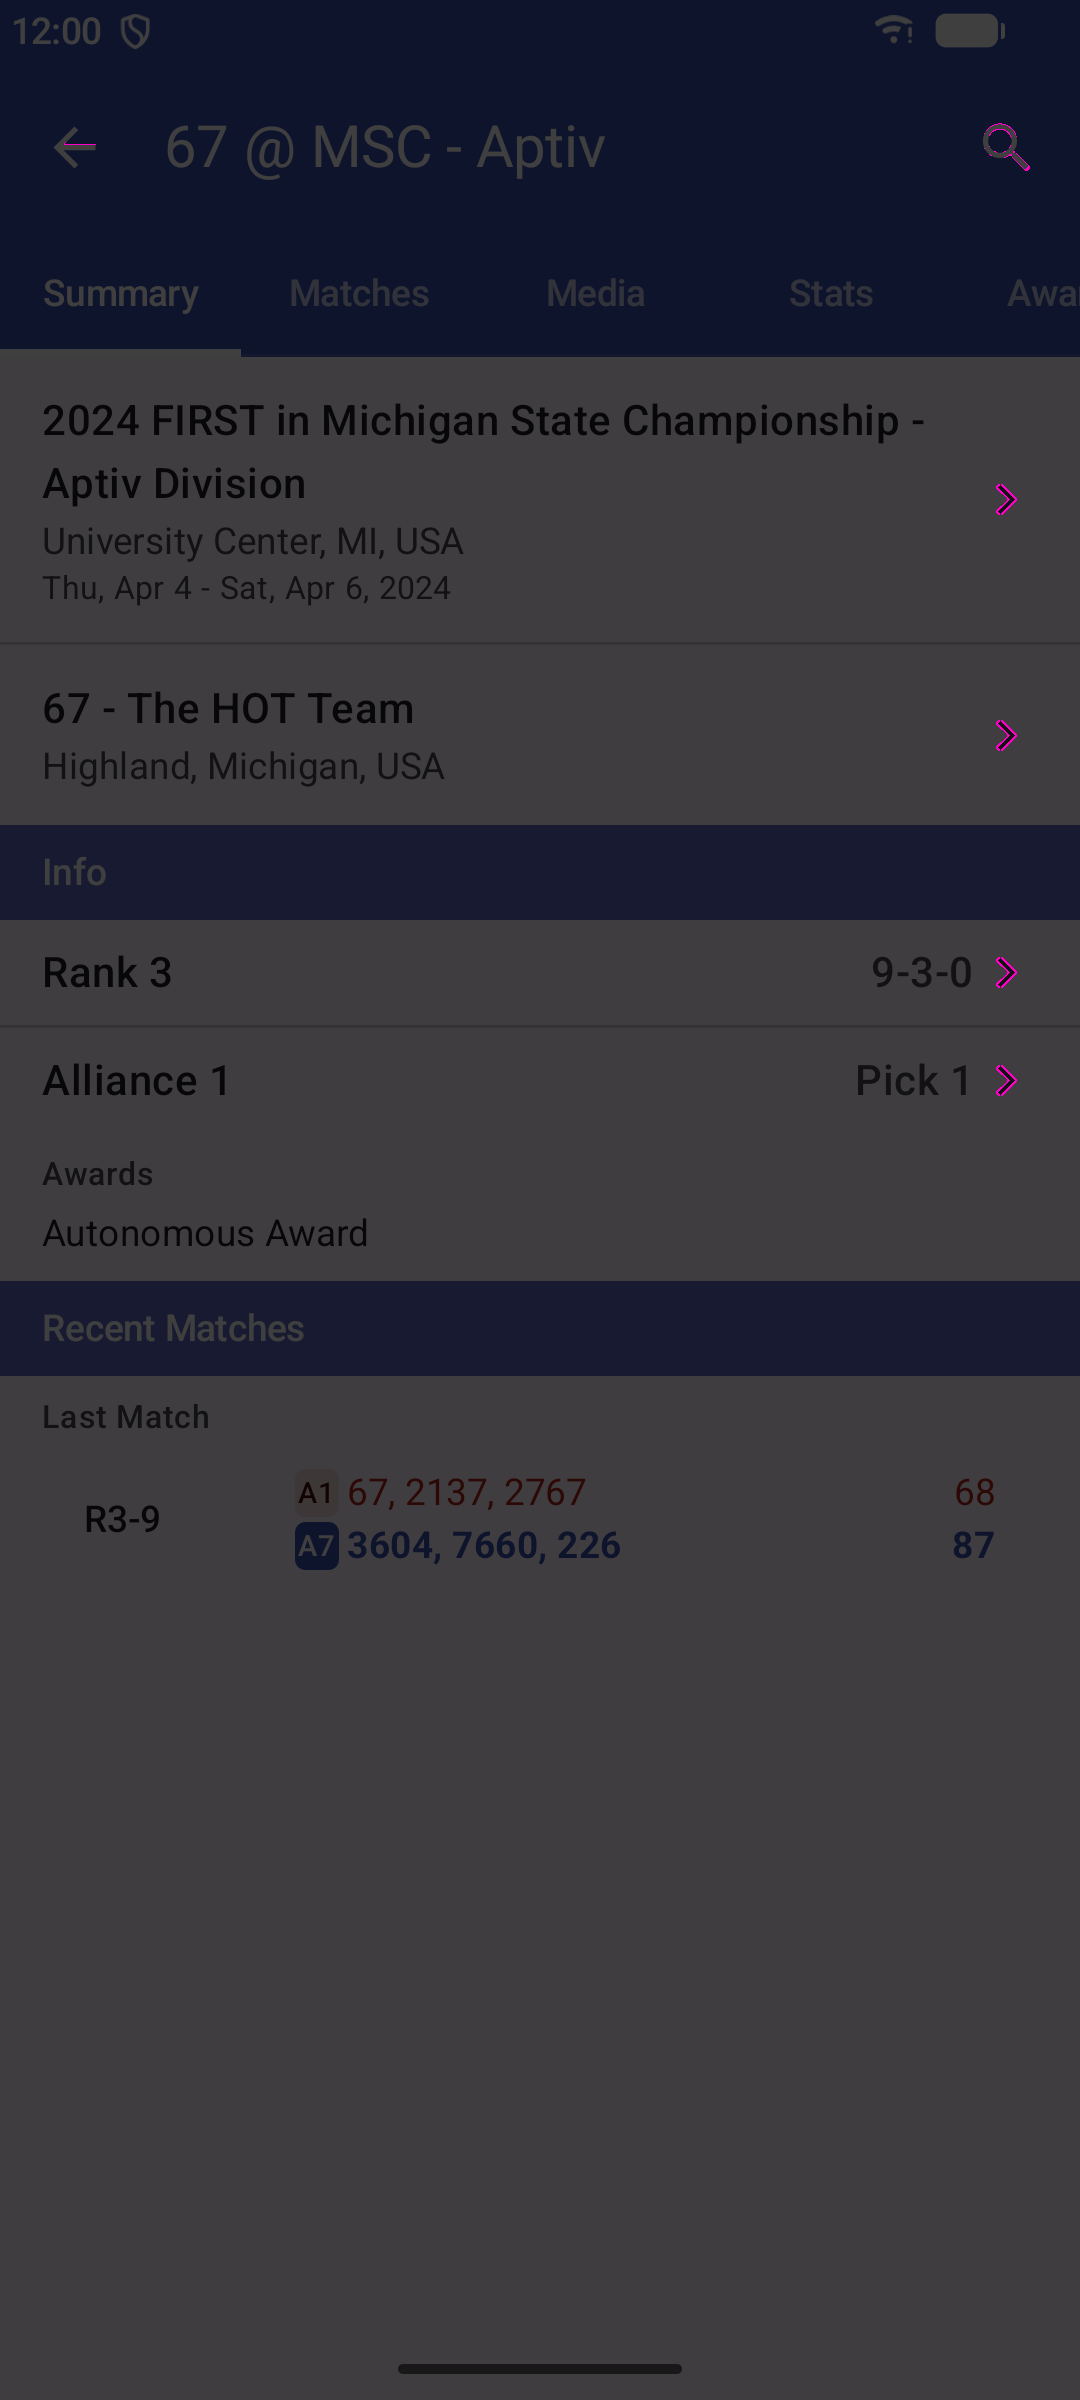 12:00
67 @ MSC - Aptiv
Summary Matches Media Stats Awa
2024 FIRST in Michigan State Championship -
Aptiv Division
University Center, MI, USA
Thu, Apr 4 - Sat, Apr 6, 2024
67 - The HOT Team
Highland, Michigan, USA
Info
Rank 3 9-3-0
Alliance 1 Pick 1
Awards
Autonomous Award
Recent Matches
Last Match
R3-9
A1 67, 2137, 2767 68
A7 3604, 7660, 226 87